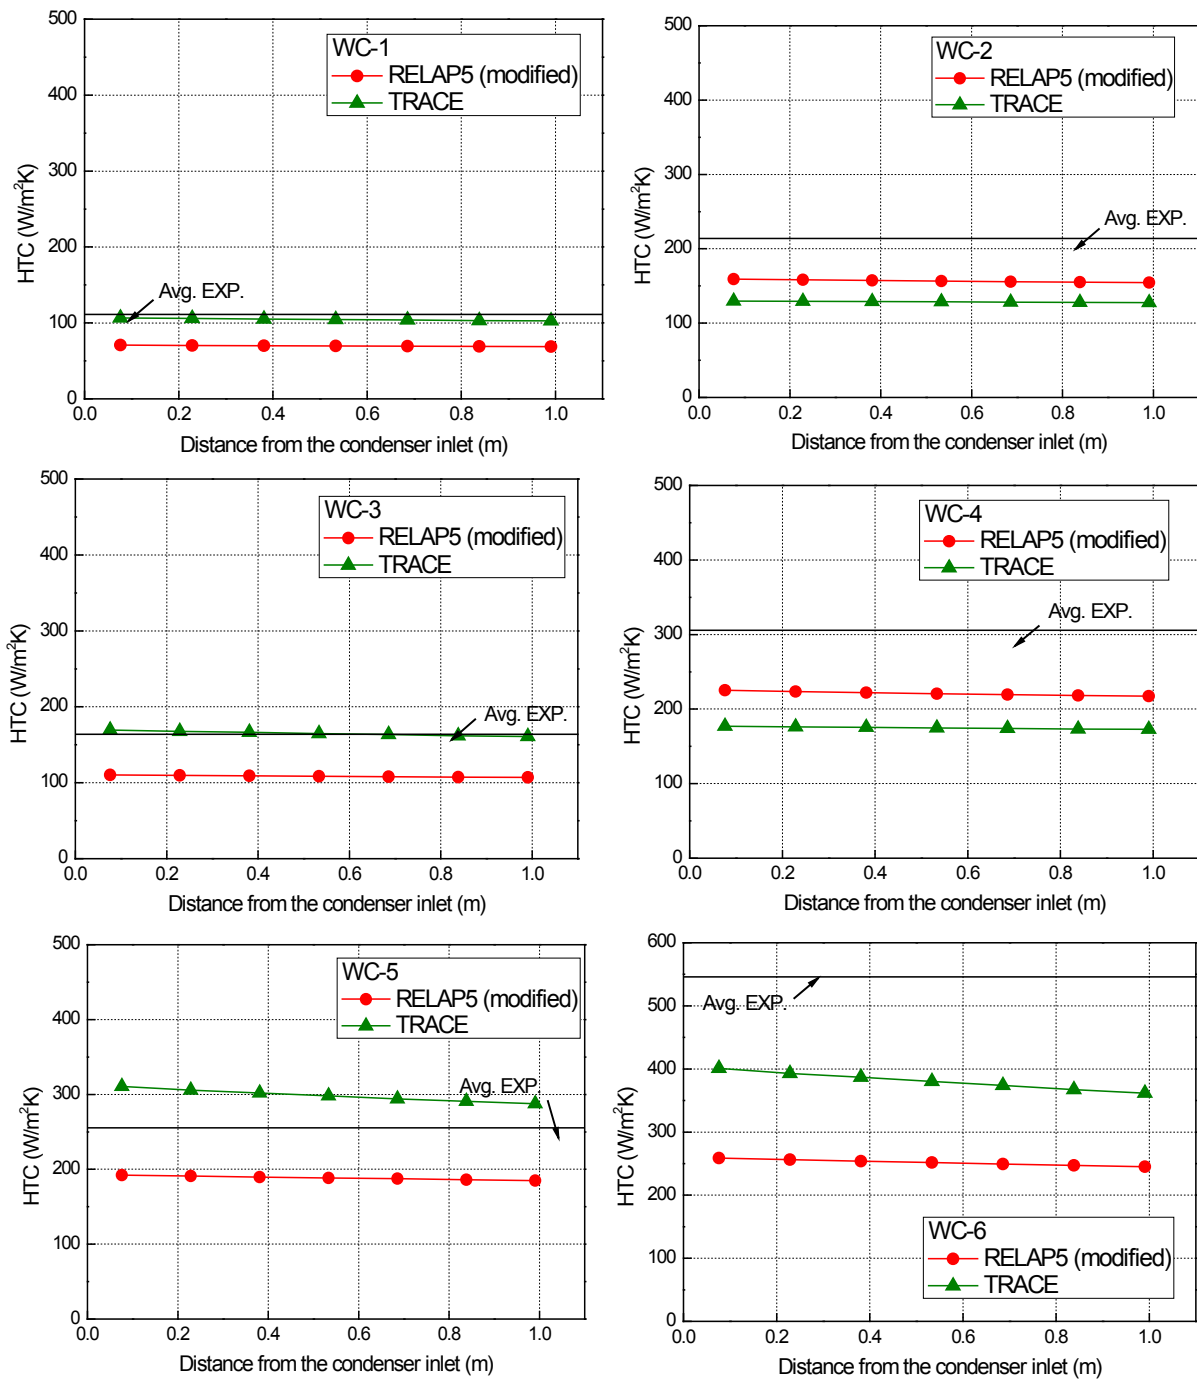 500
400
300
200
100
0
HTC (W/m²K)
WC-1
RELAP5 (modified)
TRACE
Avg. EXP.
0.0 0.2 0.4 0.6 0.8 1.0
Distance from the condenser inlet (m)
500
400
300
200
100
0
HTC (W/m²K)
WC-2
RELAP5 (modified)
TRACE
Avg. EXP.
0.0 0.2 0.4 0.6 0.8 1.0
Distance from the condenser inlet (m)
500
400
300
200
100
0
HTC (W/m²K)
WC-3
RELAP5 (modified)
TRACE
Avg. EXP.
0.0 0.2 0.4 0.6 0.8 1.0
Distance from the condenser inlet (m)
500
400
300
200
100
0
HTC (W/m²K)
WC-4
RELAP5 (modified)
TRACE
Avg. EXP.
0.0 0.2 0.4 0.6 0.8 1.0
Distance from the condenser inlet (m)
500
400
300
200
100
0
HTC (W/m²K)
WC-5
RELAP5 (modified)
TRACE
Avg. EXP.
0.0 0.2 0.4 0.6 0.8 1.0
Distance from the condenser inlet (m)
600
500
400
300
200
100
0
HTC (W/m²K)
Avg. EXP.
WC-6
RELAP5 (modified)
TRACE
0.0 0.2 0.4 0.6 0.8 1.0
Distance from the condenser inlet (m)